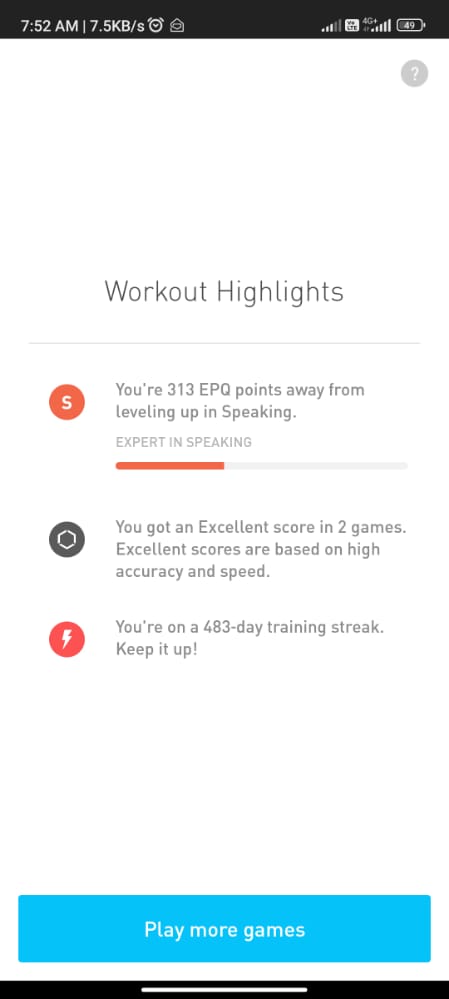 7:52 AM | 7.5KB/s Vo LTE 4G+ 49
?
Workout Highlights
S
You're 313 EPQ points away from
leveling up in Speaking.
EXPERT IN SPEAKING
You got an Excellent score in 2 games.
Excellent scores are based on high
accuracy and speed.
You're on a 483-day training streak.
Keep it up!
Play more games